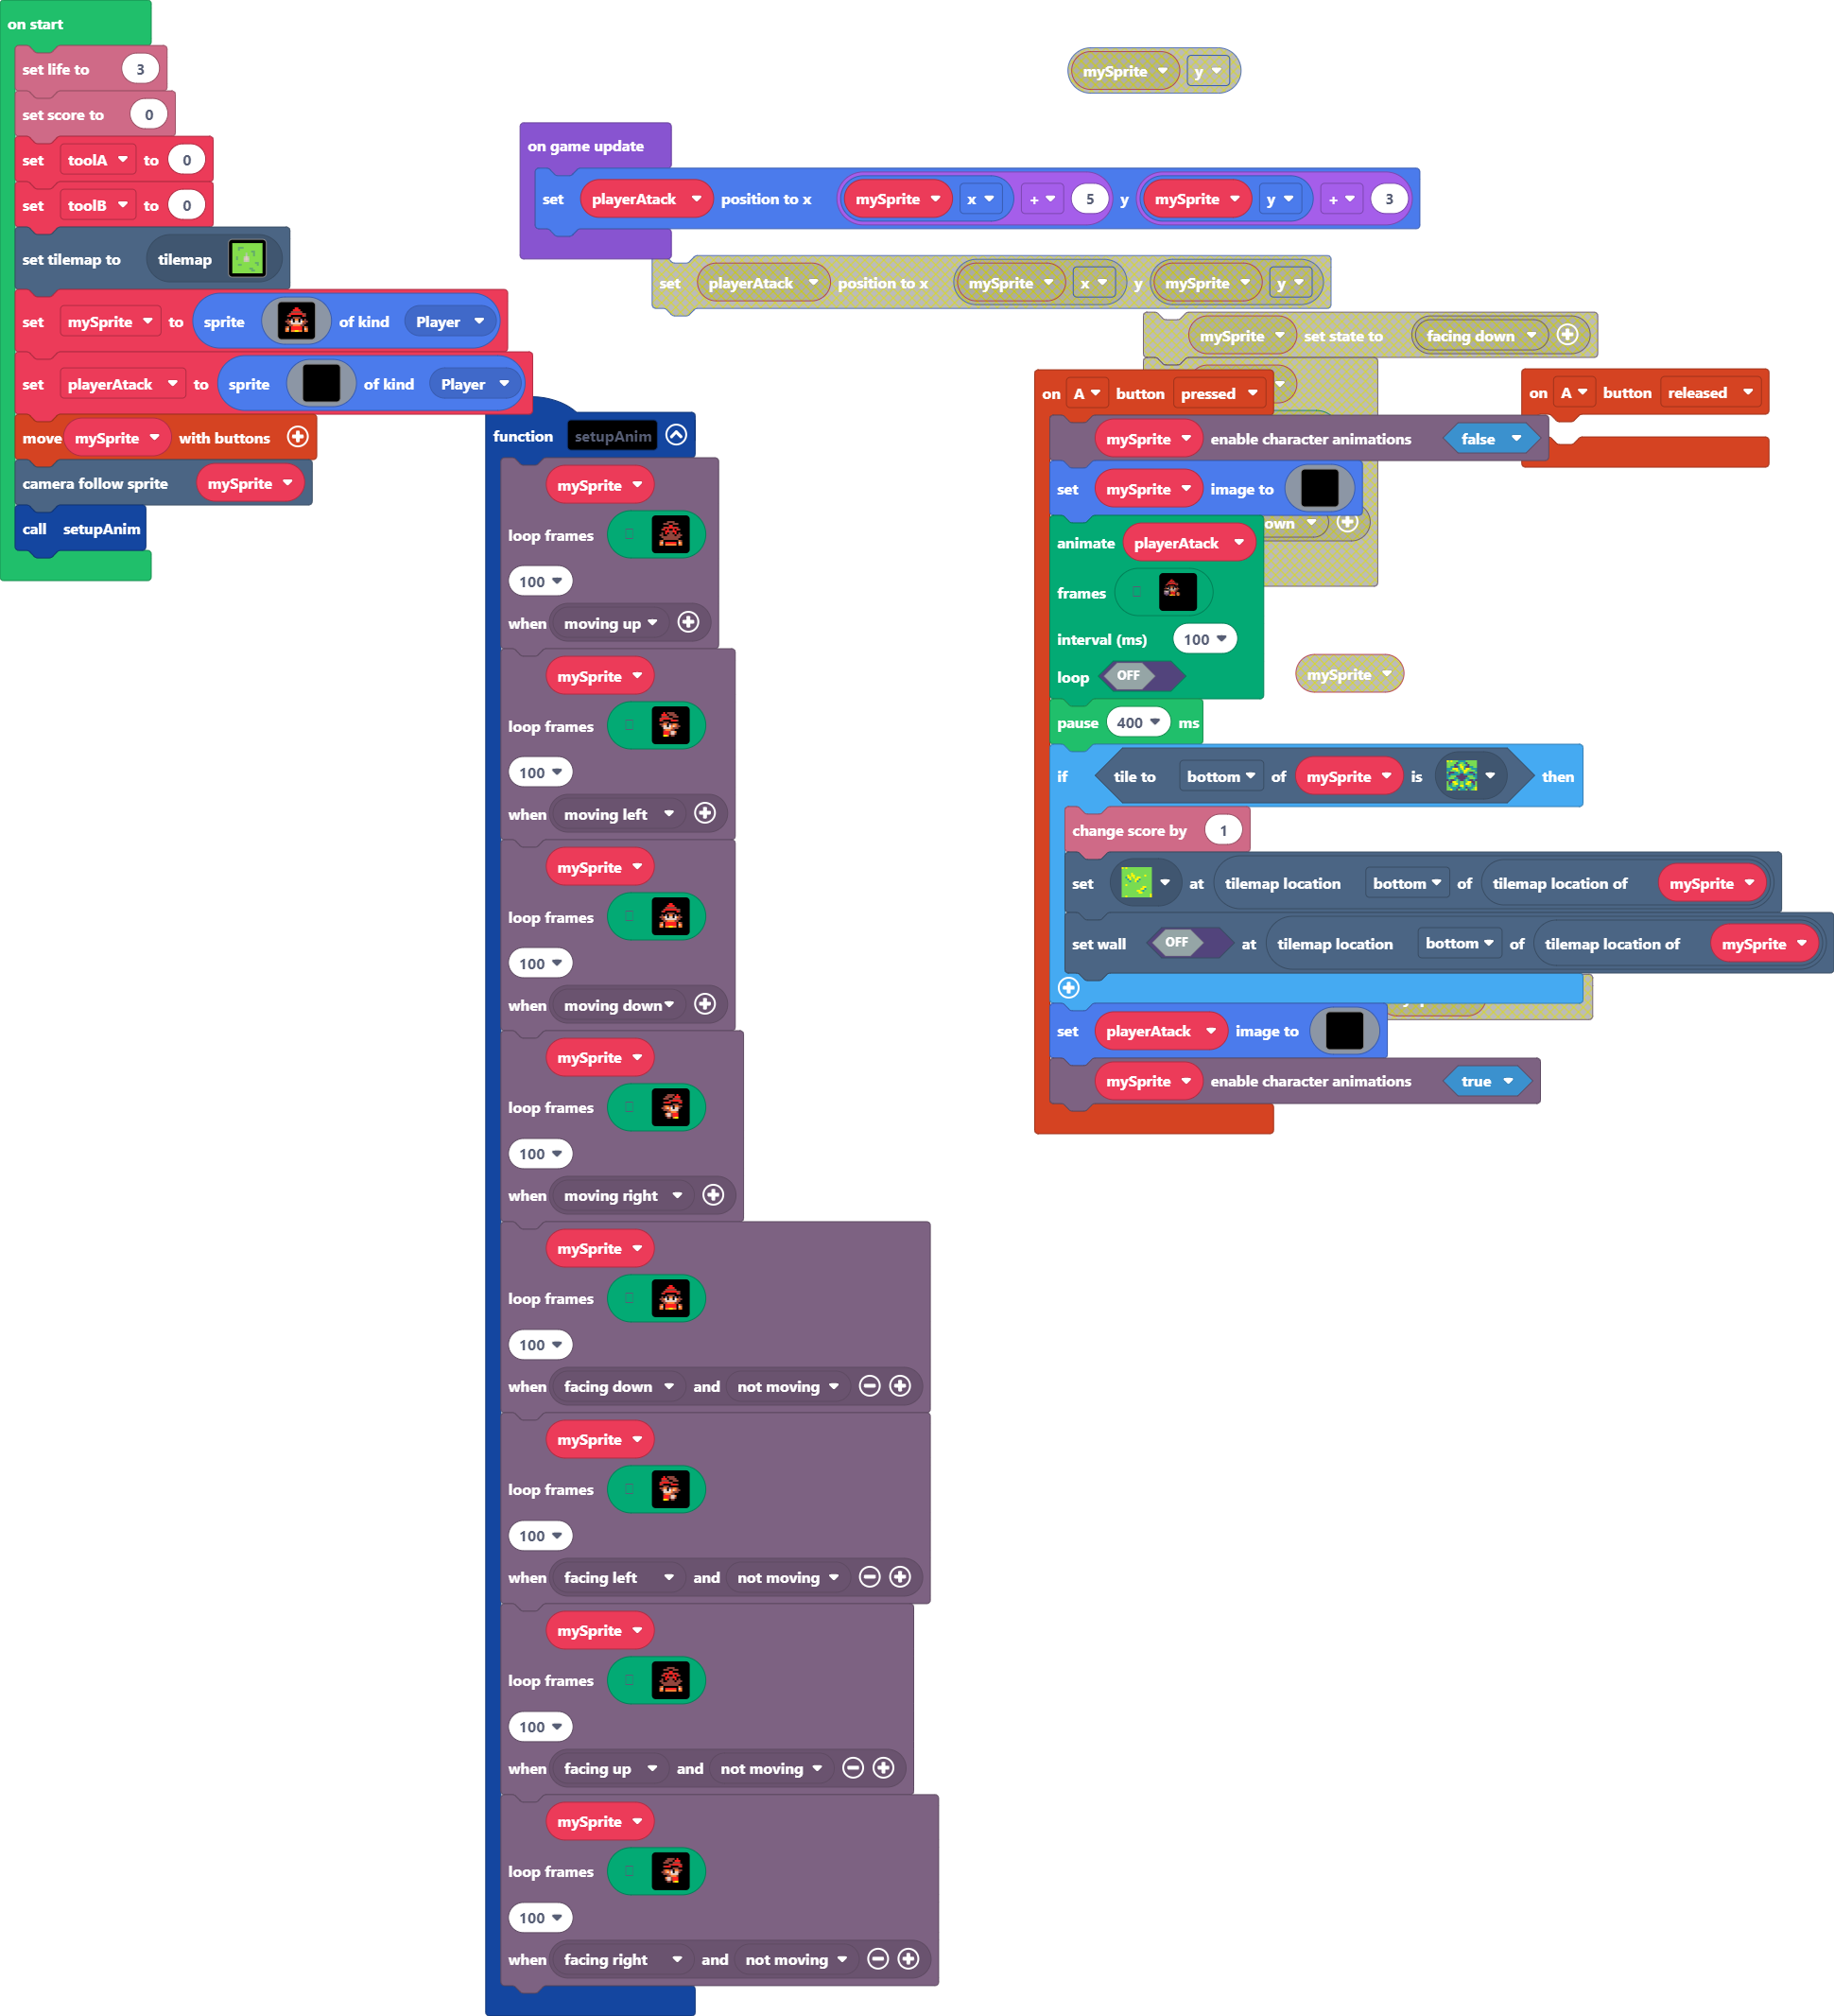 on start
set life to 3
set score to 0
set toolA to 0
set toolB to 0
set tilemap to tilemap
set mySprite to sprite of kind Player
set playerAtack to sprite of kind Player
move mySprite with buttons
camera follow sprite mySprite
call setupAnim
mySprite y
on game update
set playerAtack position to x mySprite x + 5 y mySprite y + 3
set playerAtack position to x mySprite x y mySprite y
mySprite set state to facing down
function setupAnim
mySprite
loop frames
100
when moving up
mySprite
loop frames
100
when moving left
mySprite
loop frames
100
when moving down
mySprite
loop frames
100
when moving right
mySprite
loop frames
100
when facing down and not moving
mySprite
loop frames
100
when facing left and not moving
mySprite
loop frames
100
when facing up and not moving
mySprite
loop frames
100
when facing right and not moving
on A button pressed
mySprite enable character animations false
set mySprite image to
animate playerAtack
frames
interval (ms) 100
loop OFF
pause 400 ms
if tile to bottom of mySprite is then
change score by 1
set at tilemap location bottom of tilemap location of mySprite
set wall OFF at tilemap location bottom of tilemap location of mySprite
set playerAtack image to
mySprite enable character animations true
on A button released
own
mySprite